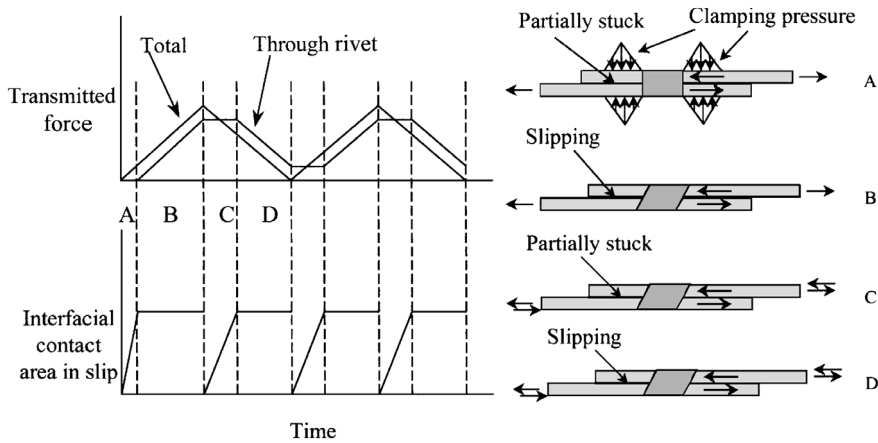 Total
Through rivet
Transmitted
force
A B C D
Interfacial
contact
area in slip
Time
Partially stuck
Clamping pressure
A
Slipping
B
Partially stuck
C
Slipping
D